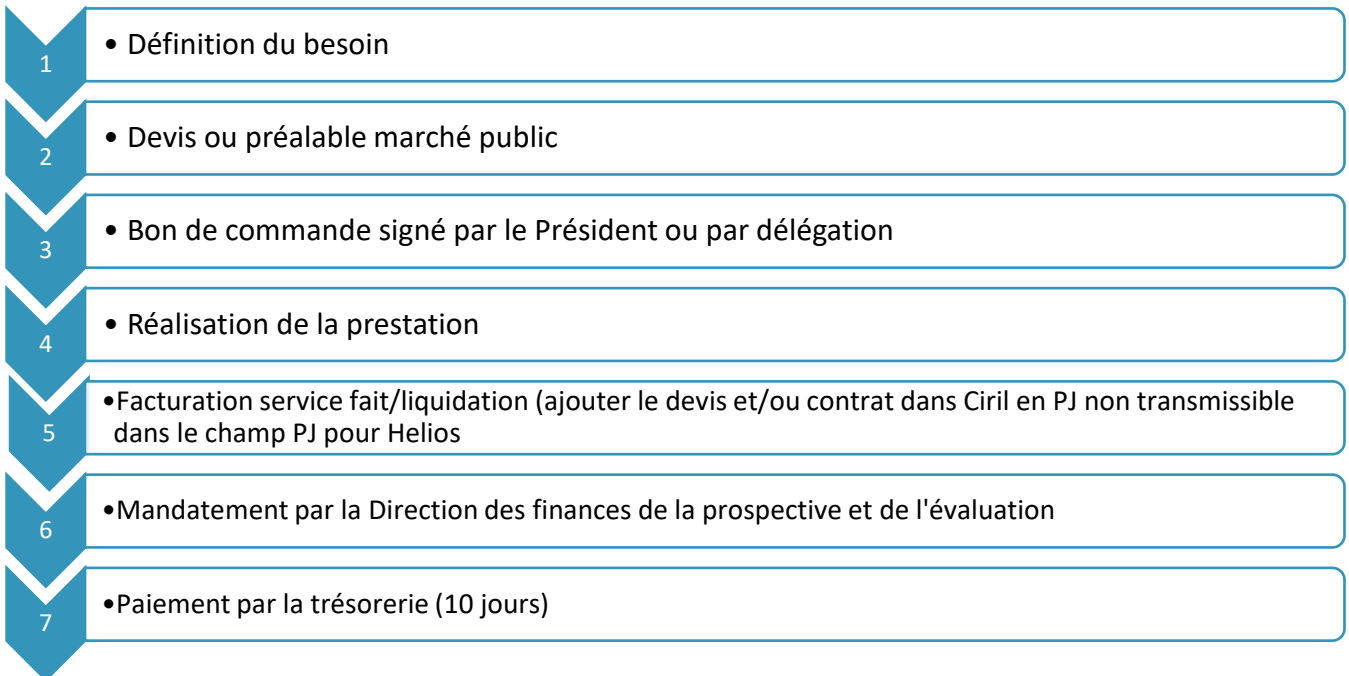 1
• Définition du besoin
2
• Devis ou préalable marché public
3
• Bon de commande signé par le Président ou par délégation
4
• Réalisation de la prestation
5
•Facturation service fait/liquidation (ajouter le devis et/ou contrat dans Ciril en PJ non transmissible
dans le champ PJ pour Helios
6
•Mandatement par la Direction des finances de la prospective et de l'évaluation
7
•Paiement par la trésorerie (10 jours)